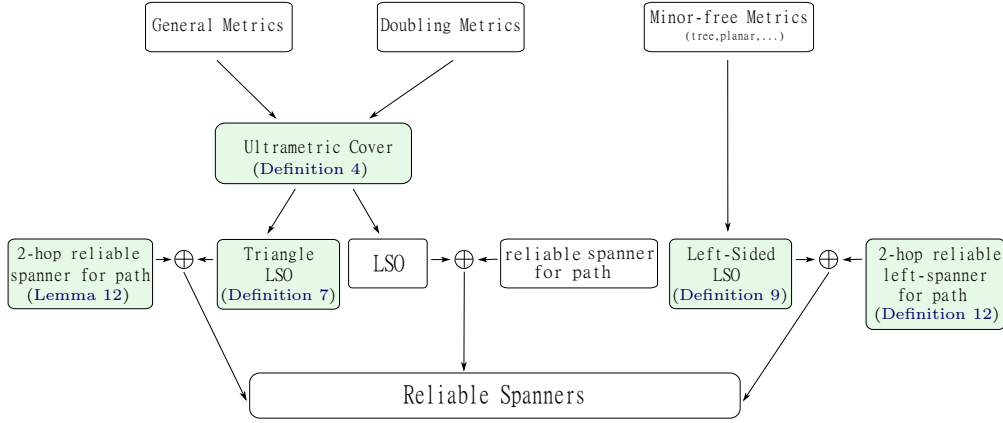 General Metrics
Doubling Metrics
Minor-free Metrics
(tree,planar,...)
Ultrametric Cover
(Definition 4)
2-hop reliable
spanner for path
(Lemma 12)
⊕
Triangle
LSO
(Definition 7)
LSO
⊕
reliable spanner
for path
Left-Sided
LSO
(Definition 9)
⊕
2-hop reliable
left-spanner
for path
(Definition 12)
Reliable Spanners